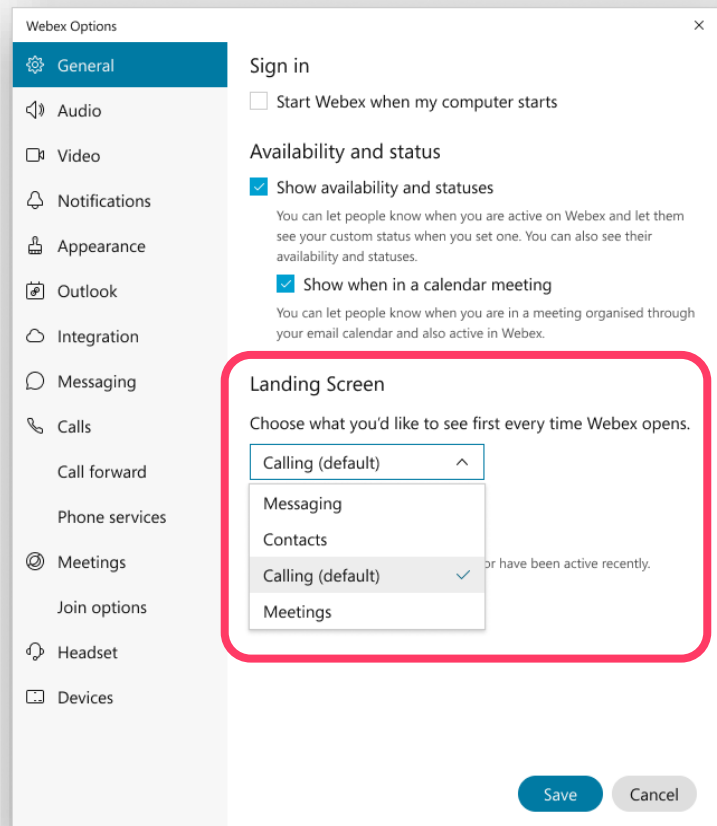 Webex Options
General
Audio
Video
Notifications
Appearance
Outlook
Integration
Messaging
Calls
Call forward
Phone services
Meetings
Join options
Headset
Devices
Sign in
Start Webex when my computer starts
Availability and status
Show availability and statuses
You can let people know when you are active on Webex and let them
see your custom status when you set one. You can also see their
availability and statuses.
Show when in a calendar meeting
You can let people know when you are in a meeting organised through
your email calendar and also active in Webex.
Landing Screen
Choose what you'd like to see first every time Webex opens.
Calling (default)
Messaging
Contacts
Calling (default)
or have been active recently.
Meetings
Save
Cancel